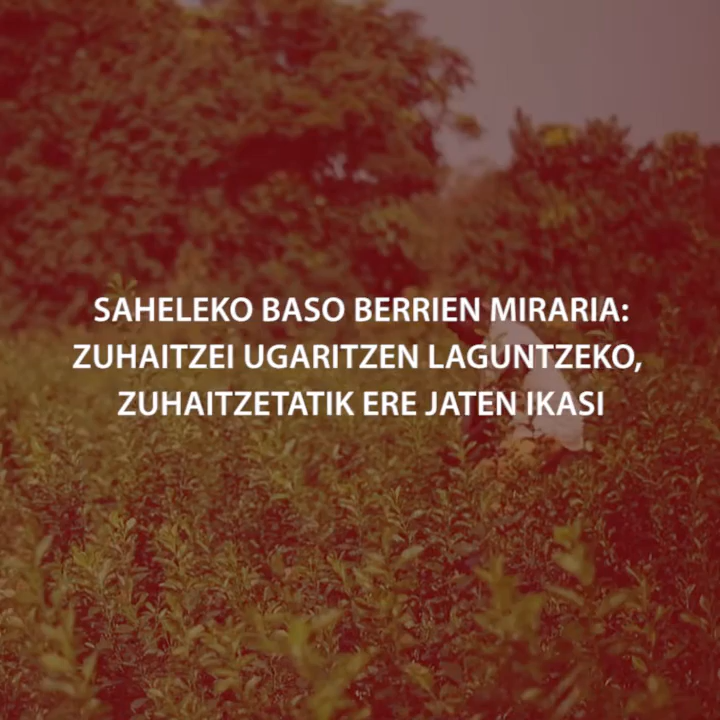 SAHELEKO BASO BERRIEN MIRARIA:
ZUHAITZEI UGARITZEN LAGUNTZEKO,
ZUHAITZETATIK ERE JATEN IKASI